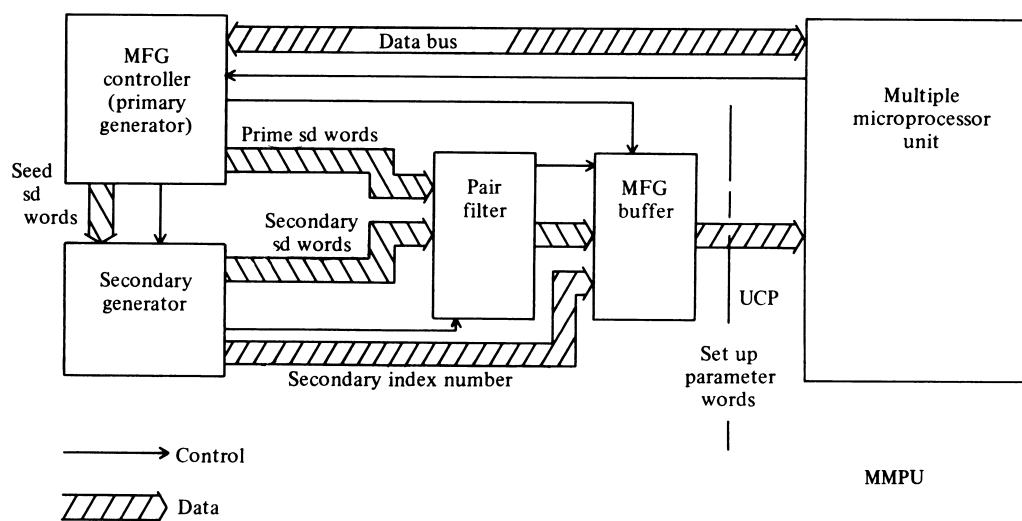 MFG
controller
(primary
generator)
Data bus
Multiple
microprocessor
unit
Prime sd words
Seed
sd
words
Pair
filter
MFG
buffer
Secondary
sd words
Secondary
generator
UCP
Secondary index number
Set up
parameter
words
Control
Data
MMPU